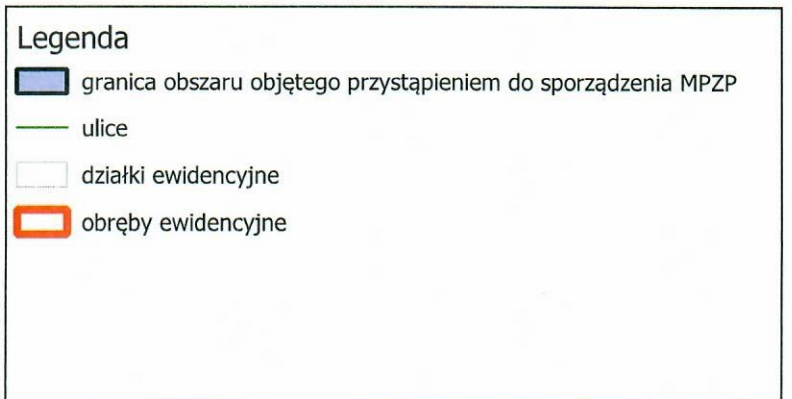 Legenda
granica obszaru objętego przystąpieniem do sporządzenia MPZP
ulice
działki ewidencyjne
obręby ewidencyjne